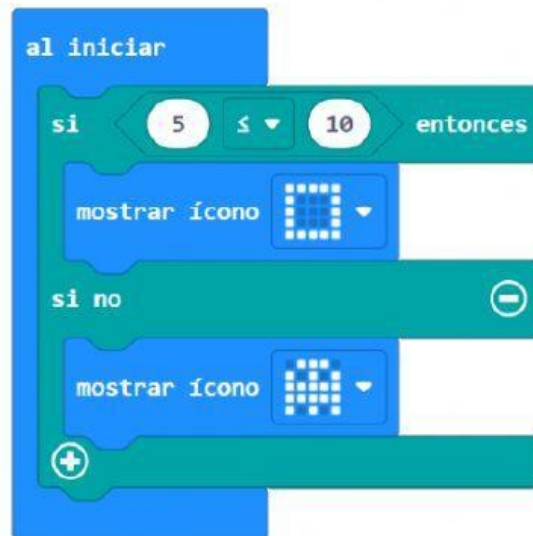 al iniciar
si 5 ≤ 10 entonces
mostrar ícono
si no
mostrar ícono